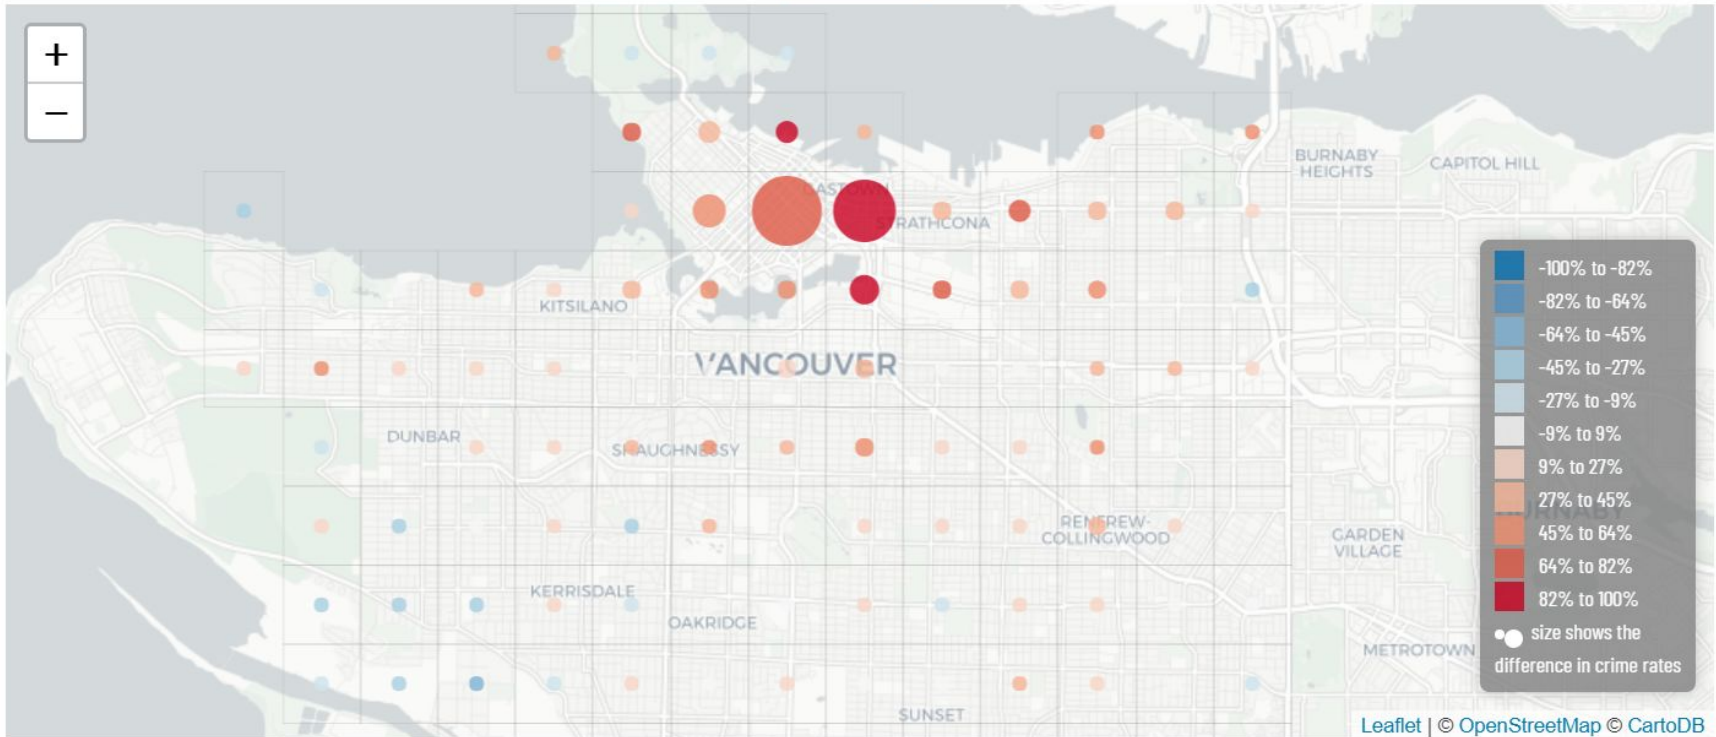 +
−
BURNABY
HEIGHTS
CAPITOL HILL
GASTOWN
STRATHCONA
KITSILANO
VANCOUVER
DUNBAR
SHAUGHNESSY
RENFREW-
COLLINGWOOD
BURNABY
GARDEN
VILLAGE
KERRISDALE
OAKRIDGE
METROTOWN
SUNSET
-100% to -82%
-82% to -64%
-64% to -45%
-45% to -27%
-27% to -9%
-9% to 9%
9% to 27%
27% to 45%
45% to 64%
64% to 82%
82% to 100%
size shows the
difference in crime rates
Leaflet | © OpenStreetMap © CartoDB